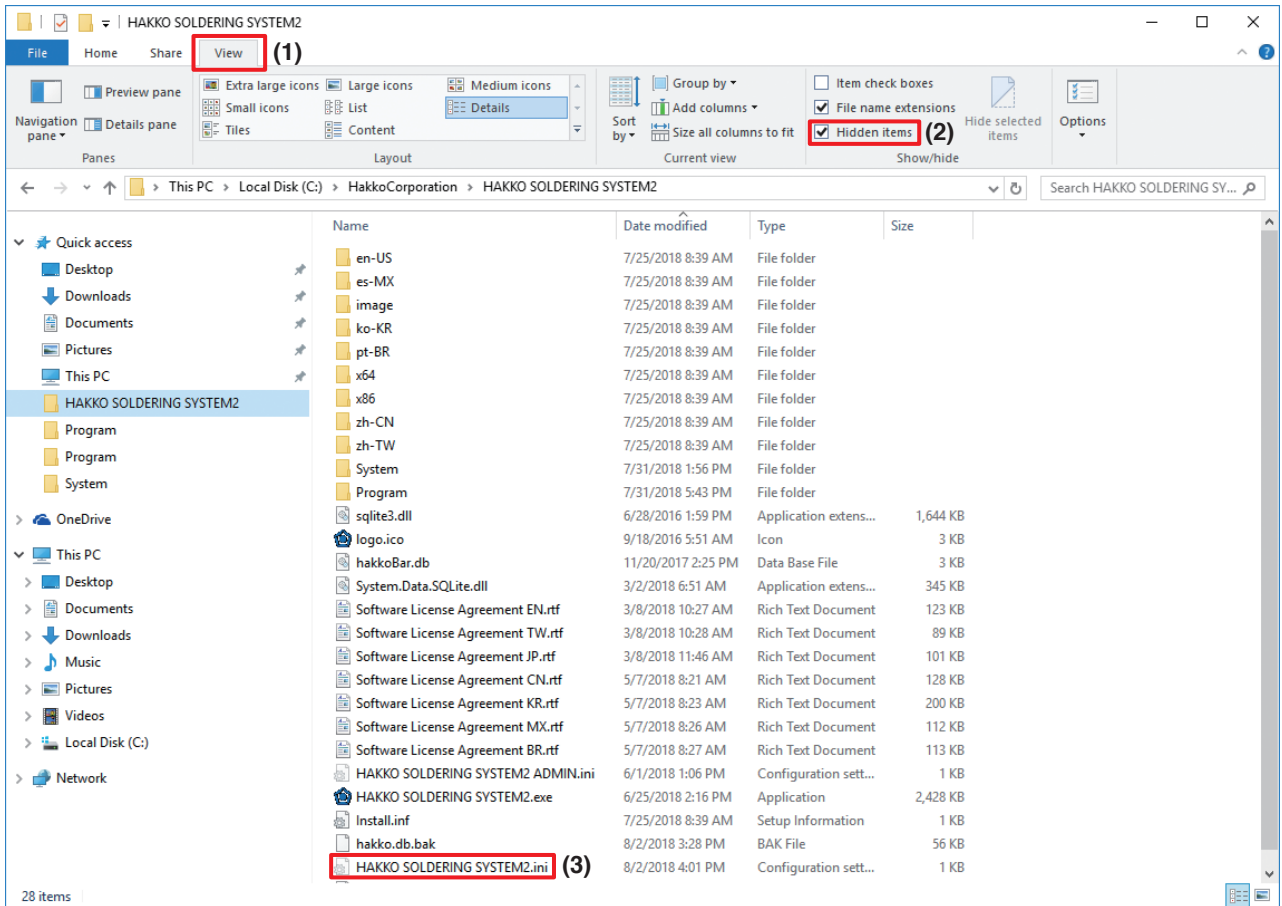 HAKKO SOLDERING SYSTEM2
File Home Share View (1)
Navigation pane
Preview pane
Details pane
Panes
Extra large icons Large icons Medium icons
Small icons List Details
Tiles Content
Layout
Sort by
Group by
Add columns
Size all columns to fit
Current view
Item check boxes
File name extensions
Hidden items (2)
Hide selected items
Show/hide
Options
This PC > Local Disk (C:) > HakkoCorporation > HAKKO SOLDERING SYSTEM2
Search HAKKO SOLDERING SY...
Quick access
Desktop
Downloads
Documents
Pictures
This PC
HAKKO SOLDERING SYSTEM2
Program
Program
System
OneDrive
This PC
Desktop
Documents
Downloads
Music
Pictures
Videos
Local Disk (C:)
Network
Name Date modified Type Size
en-US 7/25/2018 8:39 AM File folder
es-MX 7/25/2018 8:39 AM File folder
image 7/25/2018 8:39 AM File folder
ko-KR 7/25/2018 8:39 AM File folder
pt-BR 7/25/2018 8:39 AM File folder
x64 7/25/2018 8:39 AM File folder
x86 7/25/2018 8:39 AM File folder
zh-CN 7/25/2018 8:39 AM File folder
zh-TW 7/25/2018 8:39 AM File folder
System 7/31/2018 1:56 PM File folder
Program 7/31/2018 5:43 PM File folder
sqlite3.dll 6/28/2016 1:59 PM Application extens... 1,644 KB
logo.ico 9/18/2016 5:51 AM Icon 3 KB
hakkoBar.db 11/20/2017 2:25 PM Data Base File 3 KB
System.Data.SQLite.dll 3/2/2018 6:51 AM Application extens... 345 KB
Software License Agreement EN.rtf 3/8/2018 10:27 AM Rich Text Document 123 KB
Software License Agreement TW.rtf 3/8/2018 10:28 AM Rich Text Document 89 KB
Software License Agreement JP.rtf 3/8/2018 11:46 AM Rich Text Document 101 KB
Software License Agreement CN.rtf 5/7/2018 8:21 AM Rich Text Document 128 KB
Software License Agreement KR.rtf 5/7/2018 8:23 AM Rich Text Document 200 KB
Software License Agreement MX.rtf 5/7/2018 8:26 AM Rich Text Document 112 KB
Software License Agreement BR.rtf 5/7/2018 8:27 AM Rich Text Document 113 KB
HAKKO SOLDERING SYSTEM2 ADMIN.ini 6/1/2018 1:06 PM Configuration sett... 1 KB
HAKKO SOLDERING SYSTEM2.exe 6/25/2018 2:16 PM Application 2,428 KB
Install.inf 7/25/2018 8:39 AM Setup Information 1 KB
hakko.db.bak 8/2/2018 3:28 PM BAK File 56 KB
HAKKO SOLDERING SYSTEM2.ini (3) 8/2/2018 4:01 PM Configuration sett... 1 KB
28 items